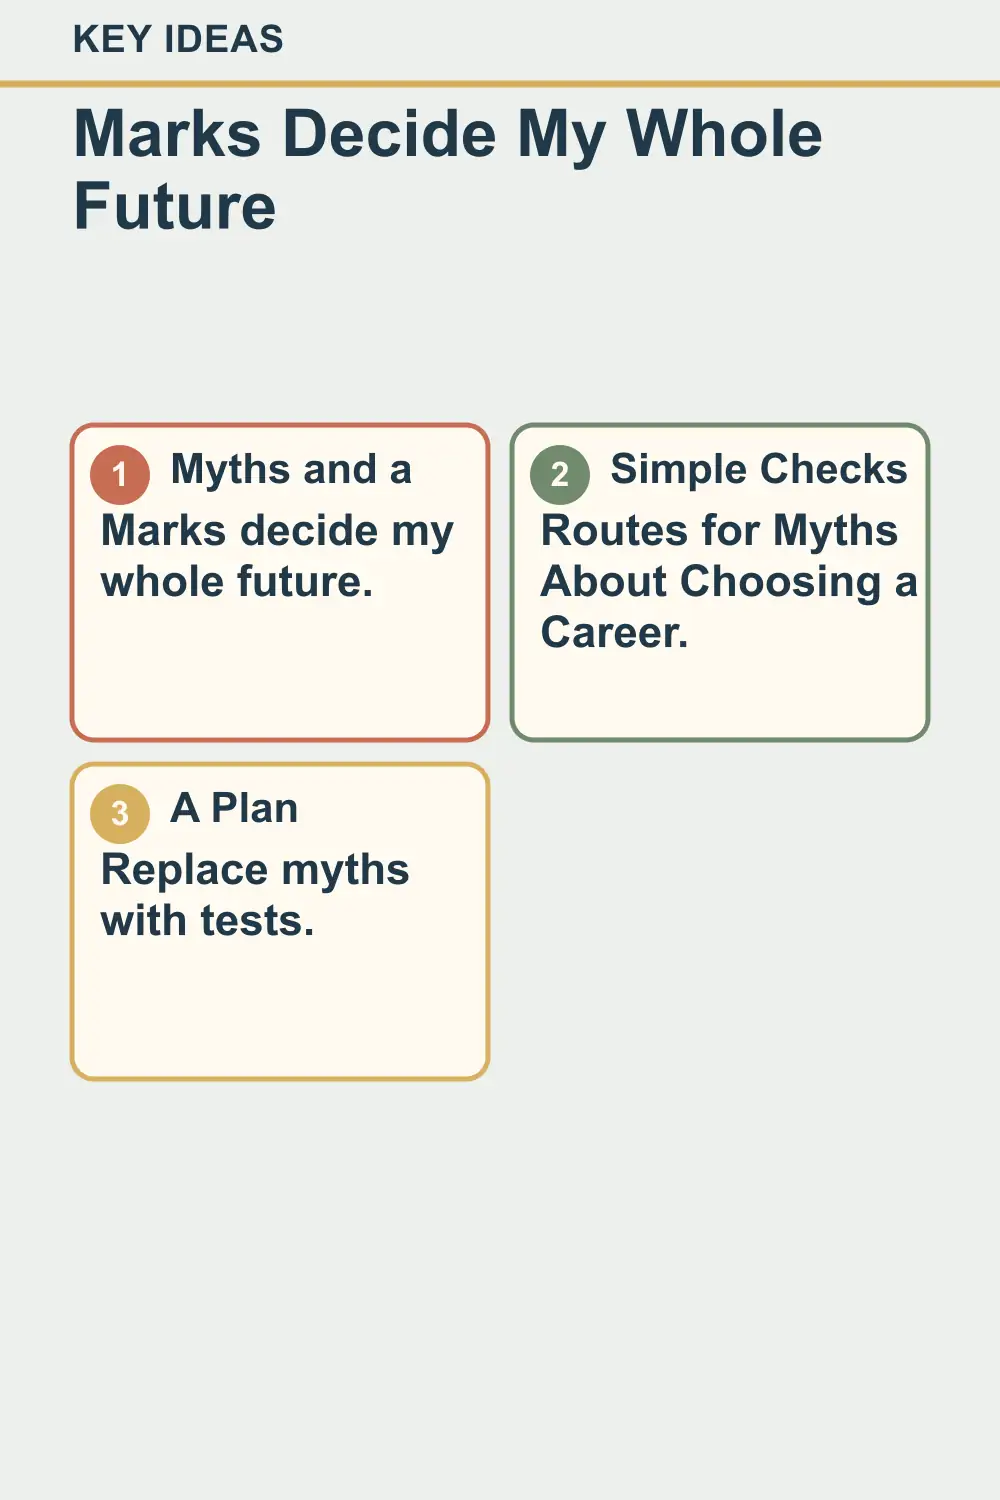 KEY IDEAS
Marks Decide My Whole
Future
1
Myths and a
Marks decide my
whole future.
2
Simple Checks
Routes for Myths
About Choosing a
Career.
3
A Plan
Replace myths
with tests.